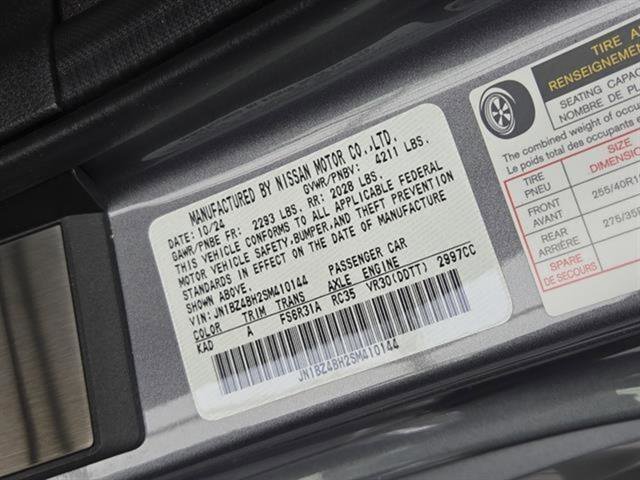 MANUFACTURED BY NISSAN MOTOR CO.,LTD.
DATE: 10/24 GVWR/PNBV: 4211 LBS.
GAWR/PNBE FR: 2293 LBS. RR: 2028 LBS.
THIS VEHICLE CONFORMS TO ALL APPLICABLE FEDERAL
MOTOR VEHICLE SAFETY, BUMPER, AND THEFT PREVENTION
STANDARDS IN EFFECT ON THE DATE OF MANUFACTURE
SHOWN ABOVE.
VIN: JN1BZ4BH2SM410144 PASSENGER CAR
COLOR TRIM TRANS AXLE ENGINE
KAD A FS6R31A RC35 VR30(DDTT) 2997CC
JN1BZ4BH2SM410144
TIRE
RENSEIGNEMEN
SEATING CAPAC
NOMBRE DE PL
The combined weight of occu
Le poids total des occupants e
TIRE SIZE
PNEU DIMENSIO
FRONT
AVANT
255/40R1
REAR
ARRIÈRE
275/35
SPARE
DE SECOURS